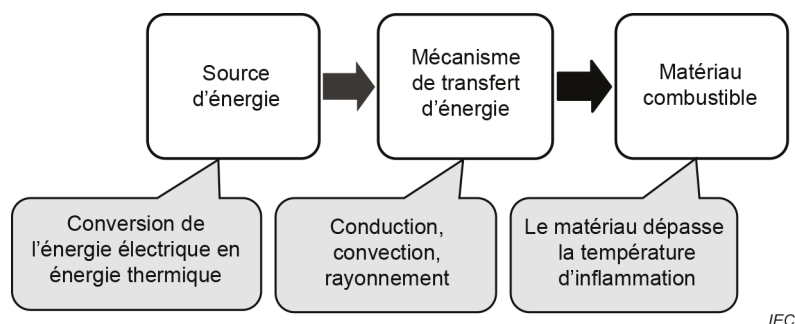 Source
d'énergie
Mécanisme
de transfert
d'énergie
Matériau
combustible
Conversion de
l'énergie électrique en
énergie thermique
Conduction,
convection,
rayonnement
Le matériau dépasse
la température
d'inflammation
IEC